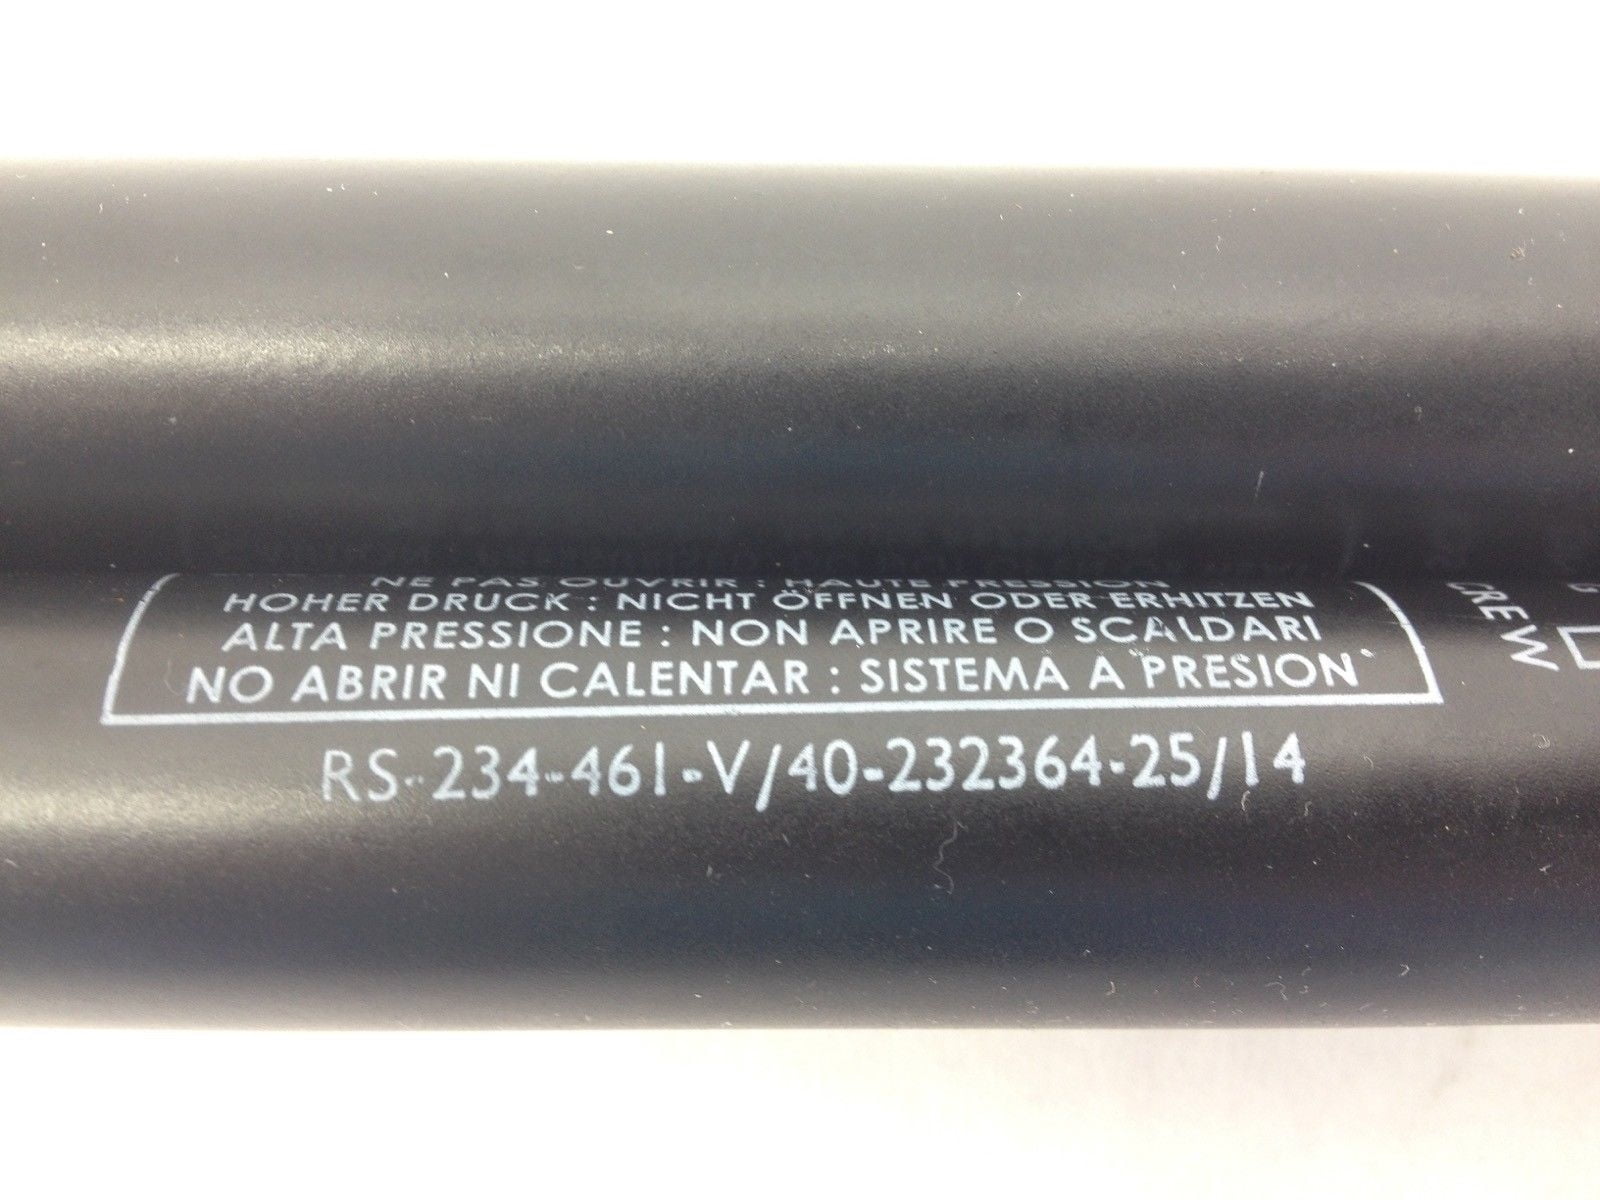 NE PAS OUVRIR : HAUTE PRESSION
HOHER DRUCK : NICHT ÖFFNEN ODER ERHITZEN
ALTA PRESSIONE : NON APRIRE O SCALDARI
NO ABRIR NI CALENTAR : SISTEMA A PRESION
RS-234-461-V/40-232364-25/14
CREW